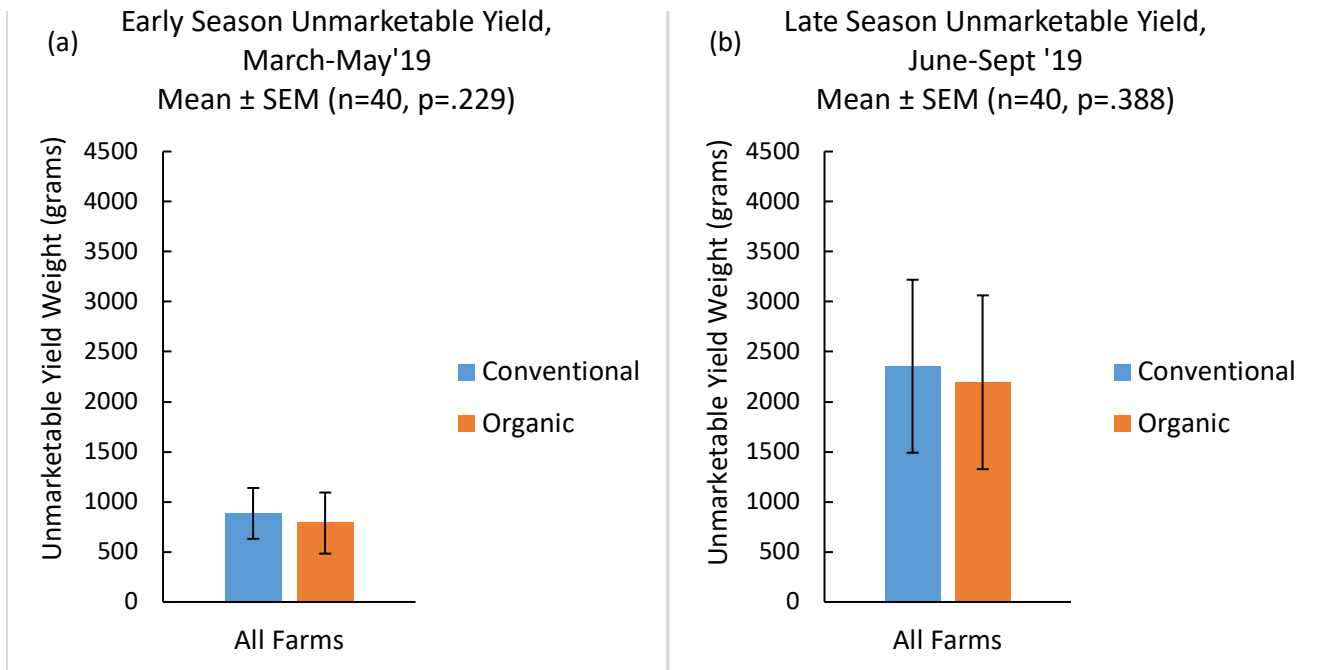 (a)
Early Season Unmarketable Yield,
March-May'19
Mean ± SEM (n=40, p=.229)
Unmarketable Yield Weight (grams)
4500
4000
3500
3000
2500
2000
1500
1000
500
0
All Farms
Conventional
Organic
(b)
Late Season Unmarketable Yield,
June-Sept '19
Mean ± SEM (n=40, p=.388)
Unmarketable Yield Weight (grams)
4500
4000
3500
3000
2500
2000
1500
1000
500
0
All Farms
Conventional
Organic